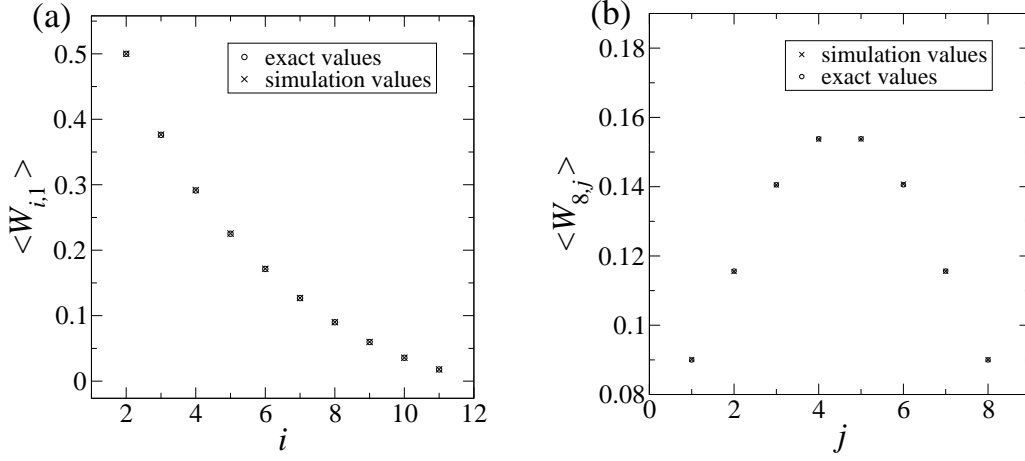 (a)
exact values
simulation values
0.5
0.4
0.3
0.2
0.1
0
<W_{i,1}>
2 4 6 8 10 12
i
(b)
simulation values
exact values
0.18
0.16
0.14
0.12
0.1
0.08
<W_{8,j}>
0 2 4 6 8
j